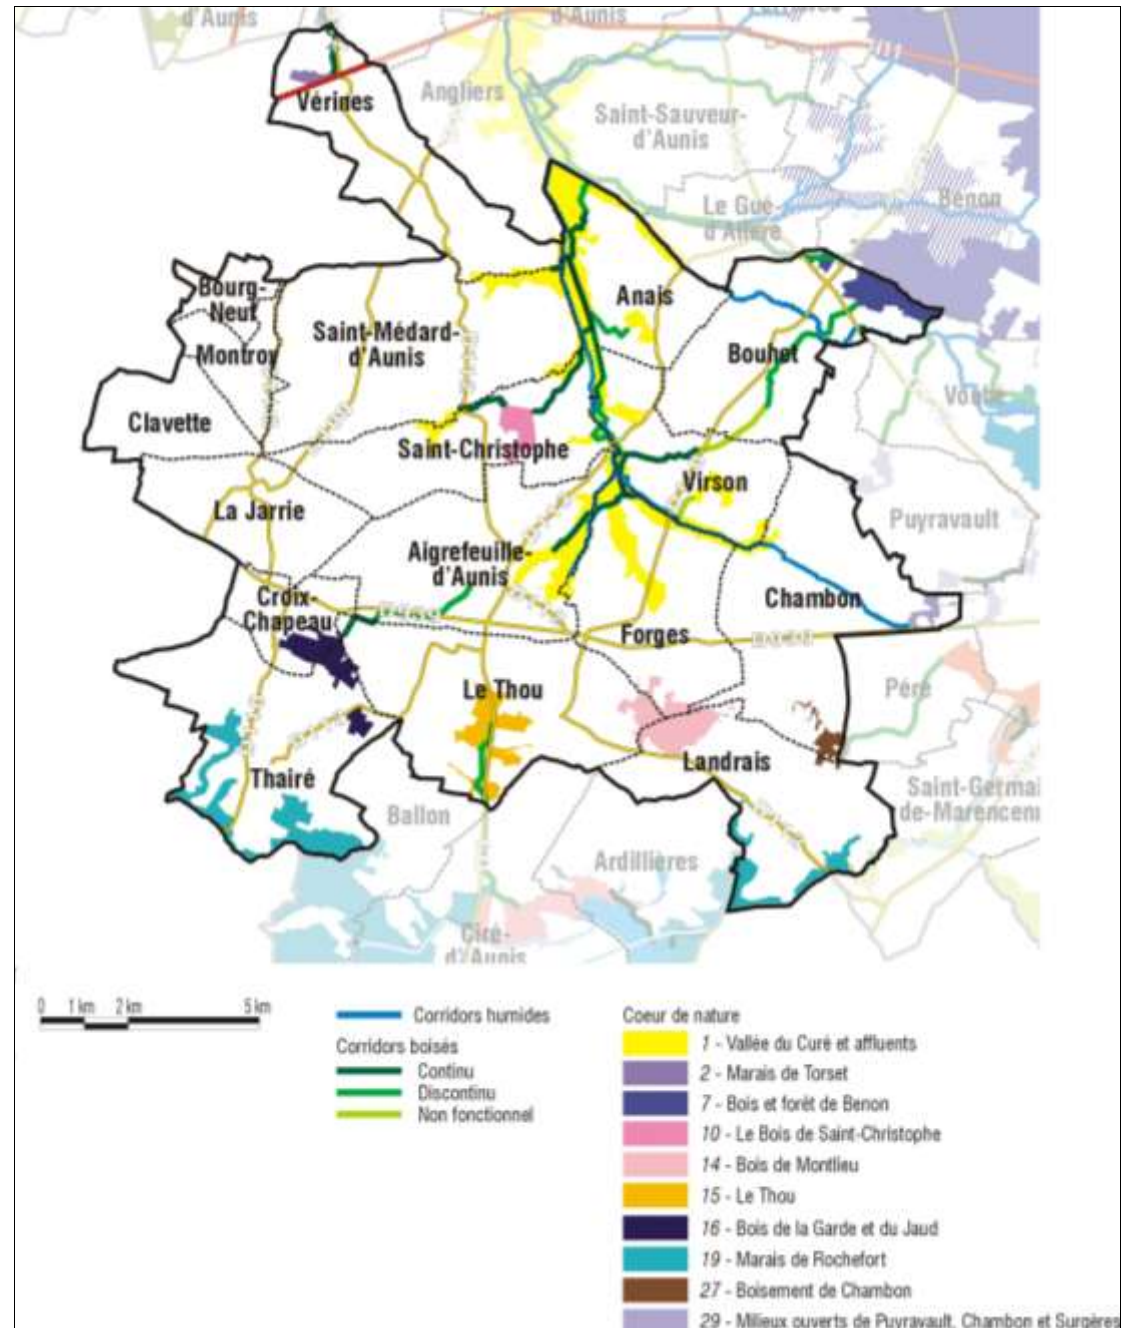 d'Aunis
d'Aunis
Angliers
Vérines
Saint-Sauveur-
d'Aunis
Le Gué-
d'Alleré
Benon
Bourg-
Neuf
Anais
Saint-Médard-
d'Aunis
Montroy
Bouhet
Clavette
Saint-Christophe
Virson
La Jarrie
Puyravault
Aigrefeuille-
d'Aunis
Croix-
Chapeau
Chambon
Forges
Le Thou
Péré
Landrais
Thairé
Ballon
Saint-Germai
de-Marencenn
Ardillières
Ciré-
d'Aunis
0 1 km 2 km 5 km
Corridors humides
Corridors boisés
Continu
Discontinu
Non fonctionnel
Coeur de nature
1 - Vallée du Curé et affluents
2 - Marais de Torset
7 - Bois et forêt de Benon
10 - Le Bois de Saint-Christophe
14 - Bois de Montlieu
15 - Le Thou
16 - Bois de la Garde et du Jaud
19 - Marais de Rochefort
27 - Boisement de Chambon
29 - Milieux ouverts de Puyravault, Chambon et Surgères